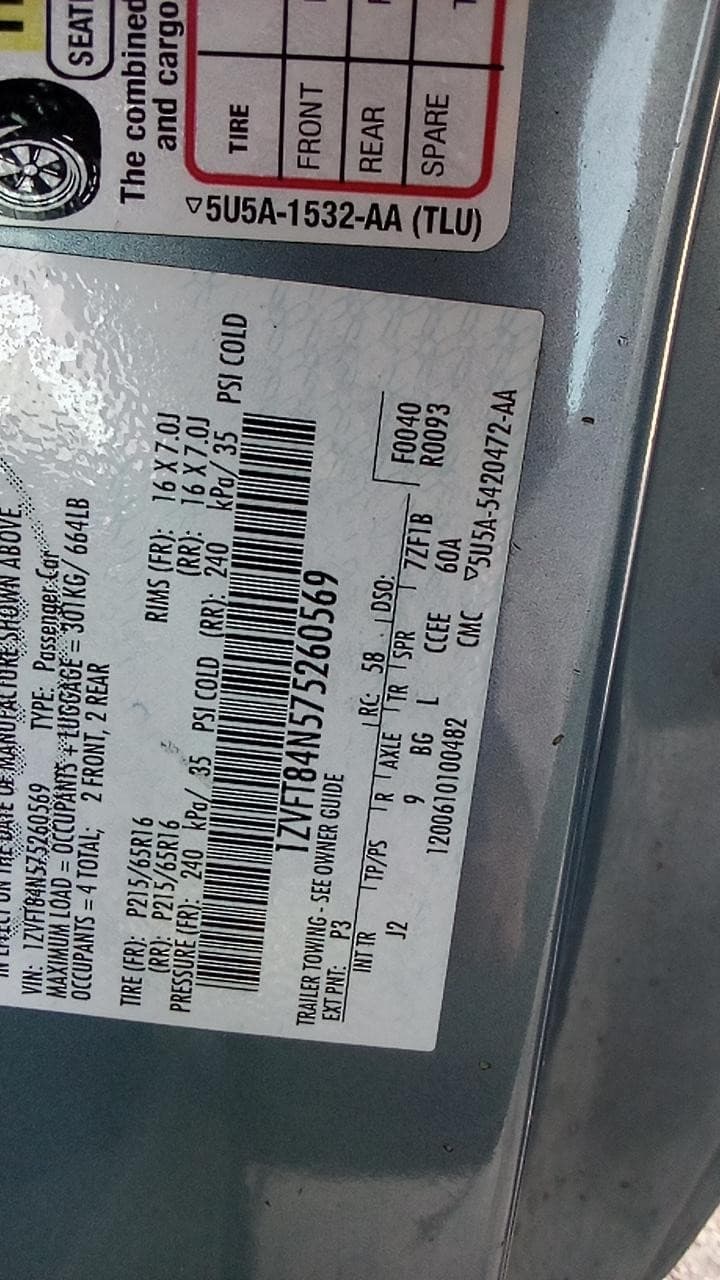 SEATI
The combined
and cargo
TIRE
FRONT
REAR
SPARE
▽5U5A-1532-AA (TLU)
IN EFFECT ON THE DATE OF MANUFACTURE SHOWN ABOVE
VIN: 1ZVFT84N575260569 TYPE: Passenger Car
MAXIMUM LOAD = OCCUPANTS + LUGGAGE = 301KG/ 664LB
OCCUPANTS = 4 TOTAL; 2 FRONT, 2 REAR
TIRE (FR): P215/65R16 RIMS (FR): 16 X 7.0J
(RR): P215/65R16 (RR): 16 X 7.0J
PRESSURE (FR): 240 kPa/ 35 PSI COLD (RR): 240 kPa/ 35 PSI COLD
1ZVFT84N575260569
TRAILER TOWING - SEE OWNER GUIDE
EXT PNT: P3 RC: 58 DSO: F0040
INT TR TP/PS R AXLE TR SPR 7ZF1B R0093
J2 9 BG L CCEE 60A
120061010​0482 CMC ▽5U5A-5420472-AA